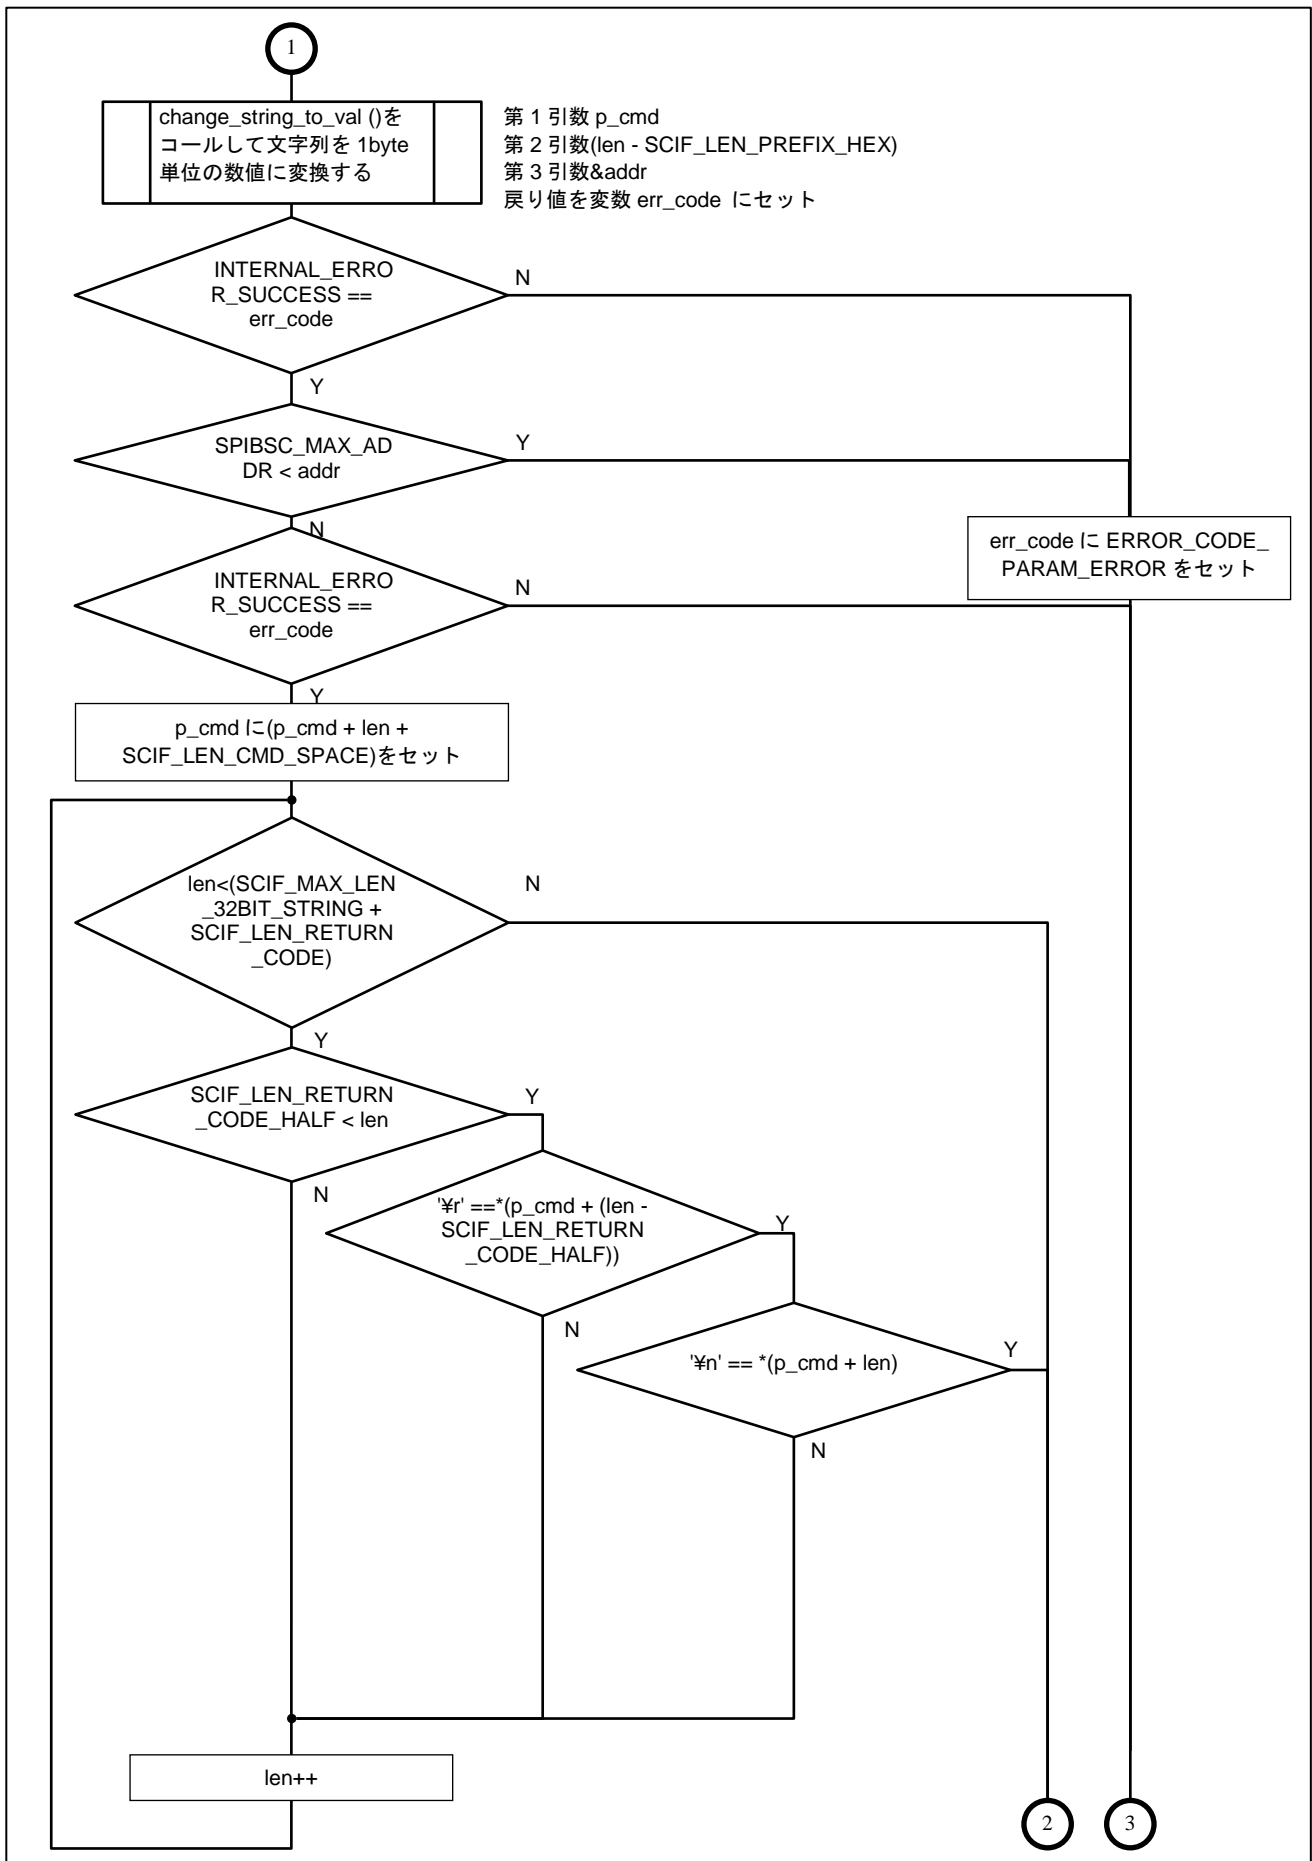 1
change_string_to_val ()を
コールして文字列を 1byte
単位の数値に変換する
第 1 引数 p_cmd
第 2 引数(len - SCIF_LEN_PREFIX_HEX)
第 3 引数&addr
戻り値を変数 err_code にセット
INTERNAL_ERRO
R_SUCCESS ==
err_code
N
Y
SPIBSC_MAX_AD
DR < addr
Y
N
err_code に ERROR_CODE_
PARAM_ERROR をセット
INTERNAL_ERRO
R_SUCCESS ==
err_code
N
Y
p_cmd に(p_cmd + len +
SCIF_LEN_CMD_SPACE)をセット
len<(SCIF_MAX_LEN
_32BIT_STRING +
SCIF_LEN_RETURN
_CODE)
N
Y
SCIF_LEN_RETURN
_CODE_HALF < len
Y
N
'¥r' ==*(p_cmd + (len -
SCIF_LEN_RETURN
_CODE_HALF))
Y
N
'¥n' == *(p_cmd + len)
Y
N
len++
2
3